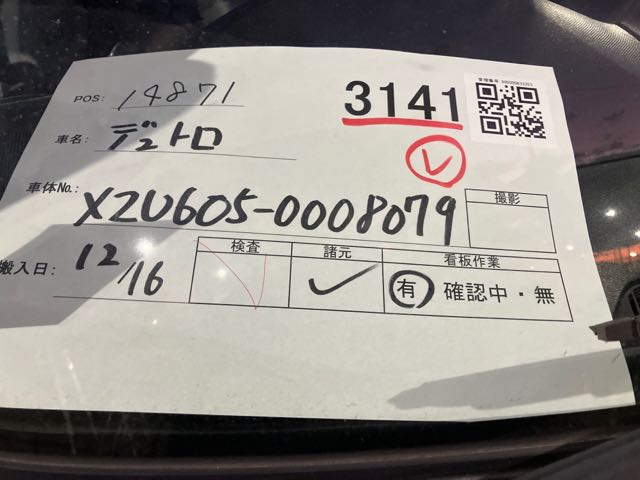 POS: 14871
3141
車名: デュトロ
車体No.: XZU605-0008079
撮影
搬入日: 12/16
検査
諸元
看板作業
有 確認中・無